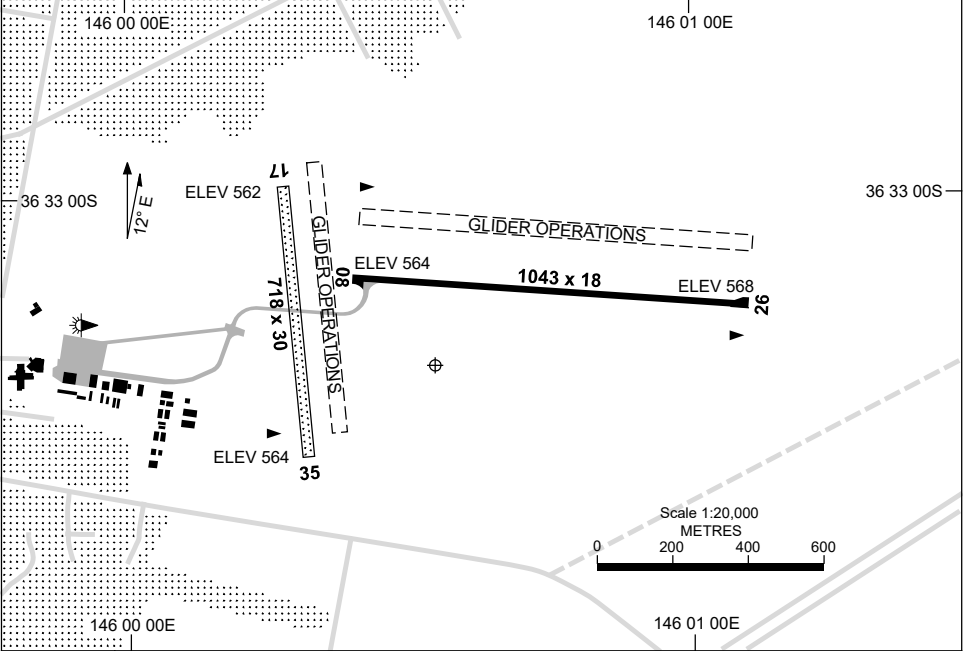 146 00 00E
146 01 00E
17
ELEV 562
36 33 00S
36 33 00S
12° E
GLIDER OPERATIONS
GLIDER OPERATIONS
08
ELEV 564
1043 x 18
ELEV 568
26
718 x 30
ELEV 564
35
Scale 1:20,000
METRES
0 200 400 600
146 00 00E
146 01 00E